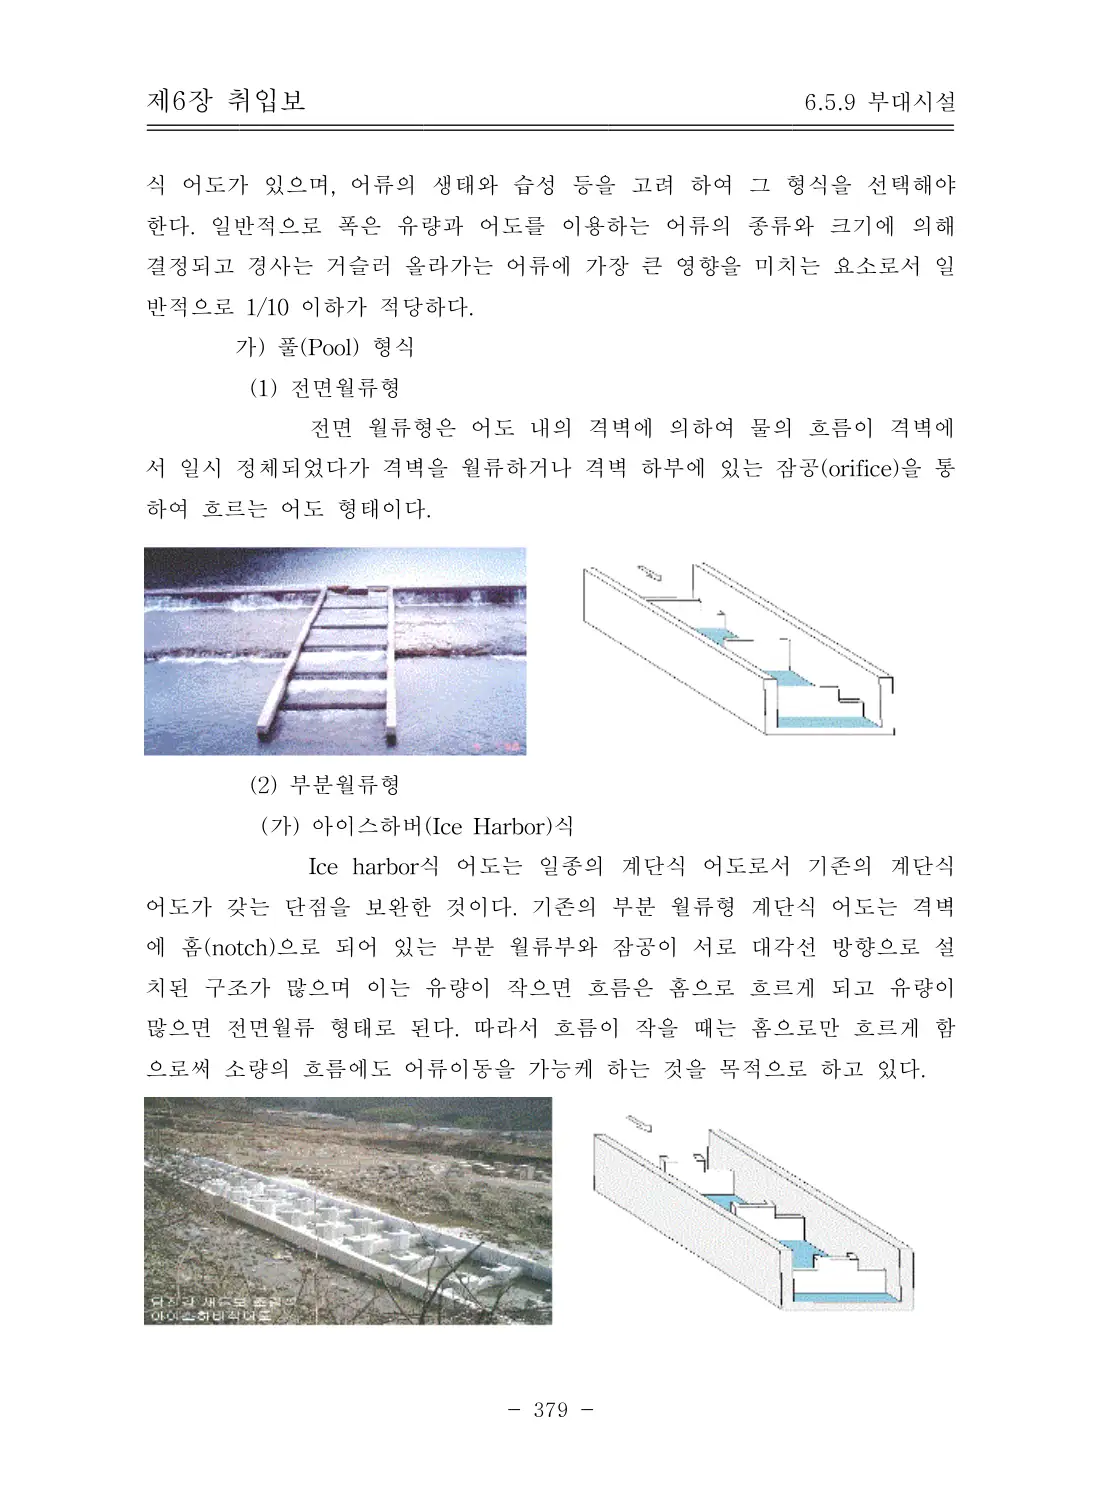 제6장 취입보
6.5.9 부대시설
식 어도가 있으며, 어류의 생태와 습성 등을 고려 하여 그 형식을 선택해야
한다. 일반적으로 폭은 유량과 어도를 이용하는 어류의 종류와 크기에 의해
결정되고 경사는 거슬러 올라가는 어류에 가장 큰 영향을 미치는 요소로서 일
반적으로 1/10 이하가 적당하다.
가) 풀(Pool) 형식
(1) 전면월류형
전면 월류형은 어도 내의 격벽에 의하여 물의 흐름이 격벽에
서 일시 정체되었다가 격벽을 월류하거나 격벽 하부에 있는 잠공(orifice)을 통
하여 흐르는 어도 형태이다.
(2) 부분월류형
(가) 아이스하버(Ice Harbor)식
Ice harbor식 어도는 일종의 계단식 어도로서 기존의 계단식
어도가 갖는 단점을 보완한 것이다. 기존의 부분 월류형 계단식 어도는 격벽
에 홈(notch)으로 되어 있는 부분 월류부와 잠공이 서로 대각선 방향으로 설
치된 구조가 많으며 이는 유량이 작으면 흐름은 홈으로 흐르게 되고 유량이
많으면 전면월류 형태로 된다. 따라서 흐름이 작을 때는 홈으로만 흐르게 함
으로써 소량의 흐름에도 어류이동을 가능케 하는 것을 목적으로 하고 있다.
아이스하버식어도
- 379 -